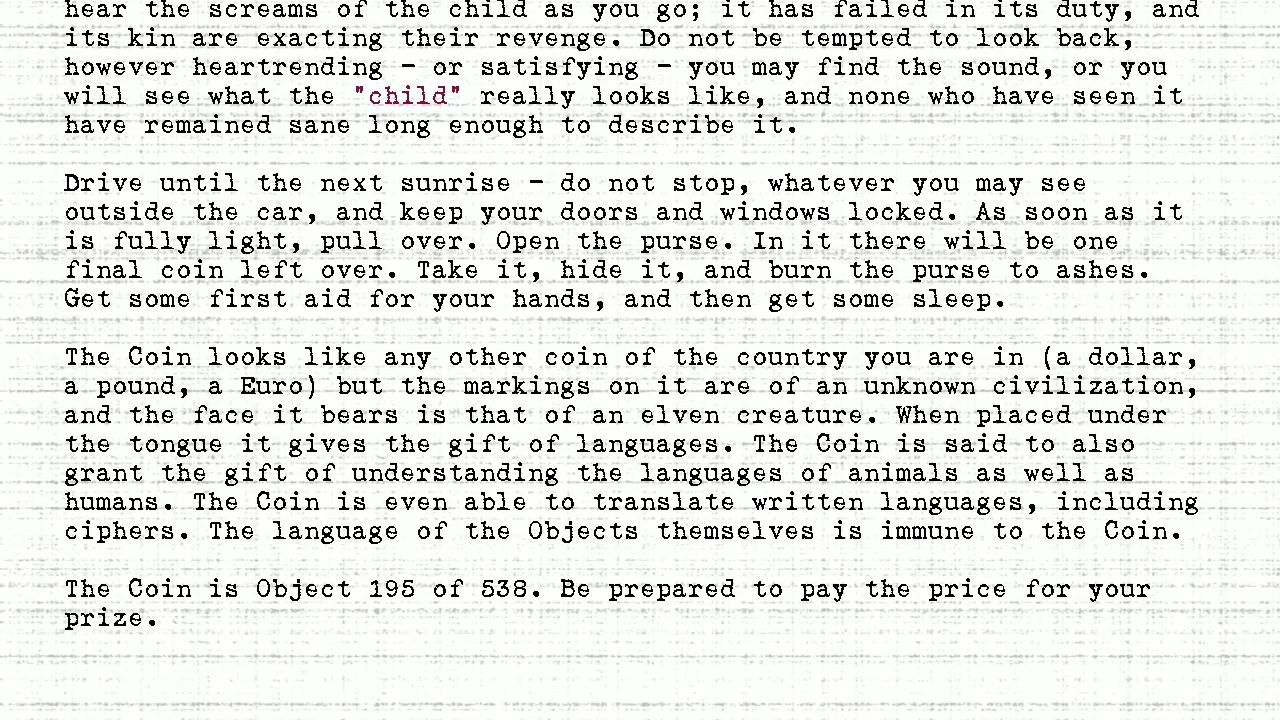 hear the screams of the child as you go; it has failed in its duty, and
its kin are exacting their revenge. Do not be tempted to look back,
however heartrending - or satisfying - you may find the sound, or you
will see what the "child" really looks like, and none who have seen it
have remained sane long enough to describe it.
Drive until the next sunrise - do not stop, whatever you may see
outside the car, and keep your doors and windows locked. As soon as it
is fully light, pull over. Open the purse. In it there will be one
final coin left over. Take it, hide it, and burn the purse to ashes.
Get some first aid for your hands, and then get some sleep.
The Coin looks like any other coin of the country you are in (a dollar,
a pound, a Euro) but the markings on it are of an unknown civilization,
and the face it bears is that of an elven creature. When placed under
the tongue it gives the gift of languages. The Coin is said to also
grant the gift of understanding the languages of animals as well as
humans. The Coin is even able to translate written languages, including
ciphers. The language of the Objects themselves is immune to the Coin.
The Coin is Object 195 of 538. Be prepared to pay the price for your
prize.